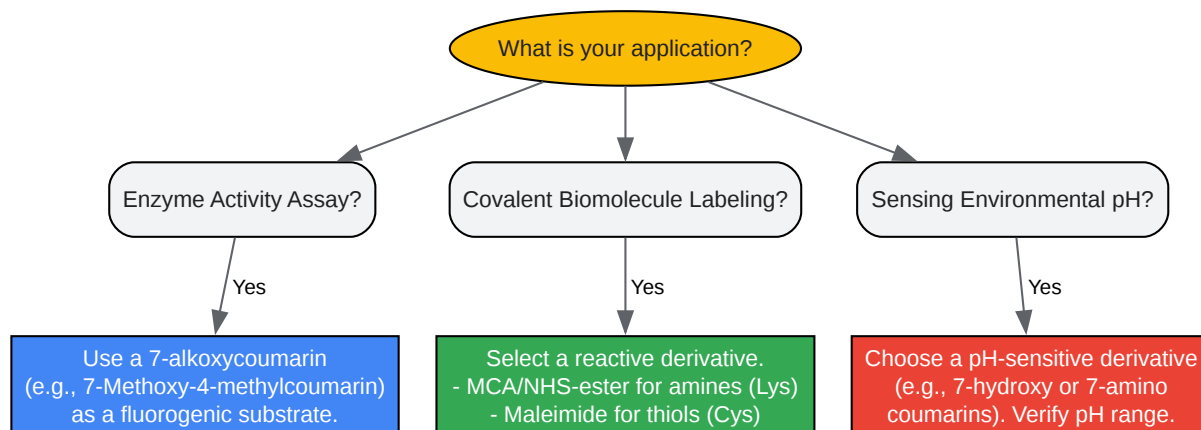 What is your application?
Enzyme Activity Assay?
Covalent Biomolecule Labeling?
Sensing Environmental pH?
Yes
Yes
Yes
Use a 7-alkoxycoumarin
(e.g., 7-Methoxy-4-methylcoumarin)
as a fluorogenic substrate.
Select a reactive derivative.
- MCA/NHS-ester for amines (Lys)
- Maleimide for thiols (Cys)
Choose a pH-sensitive derivative
(e.g., 7-hydroxy or 7-amino
coumarins). Verify pH range.